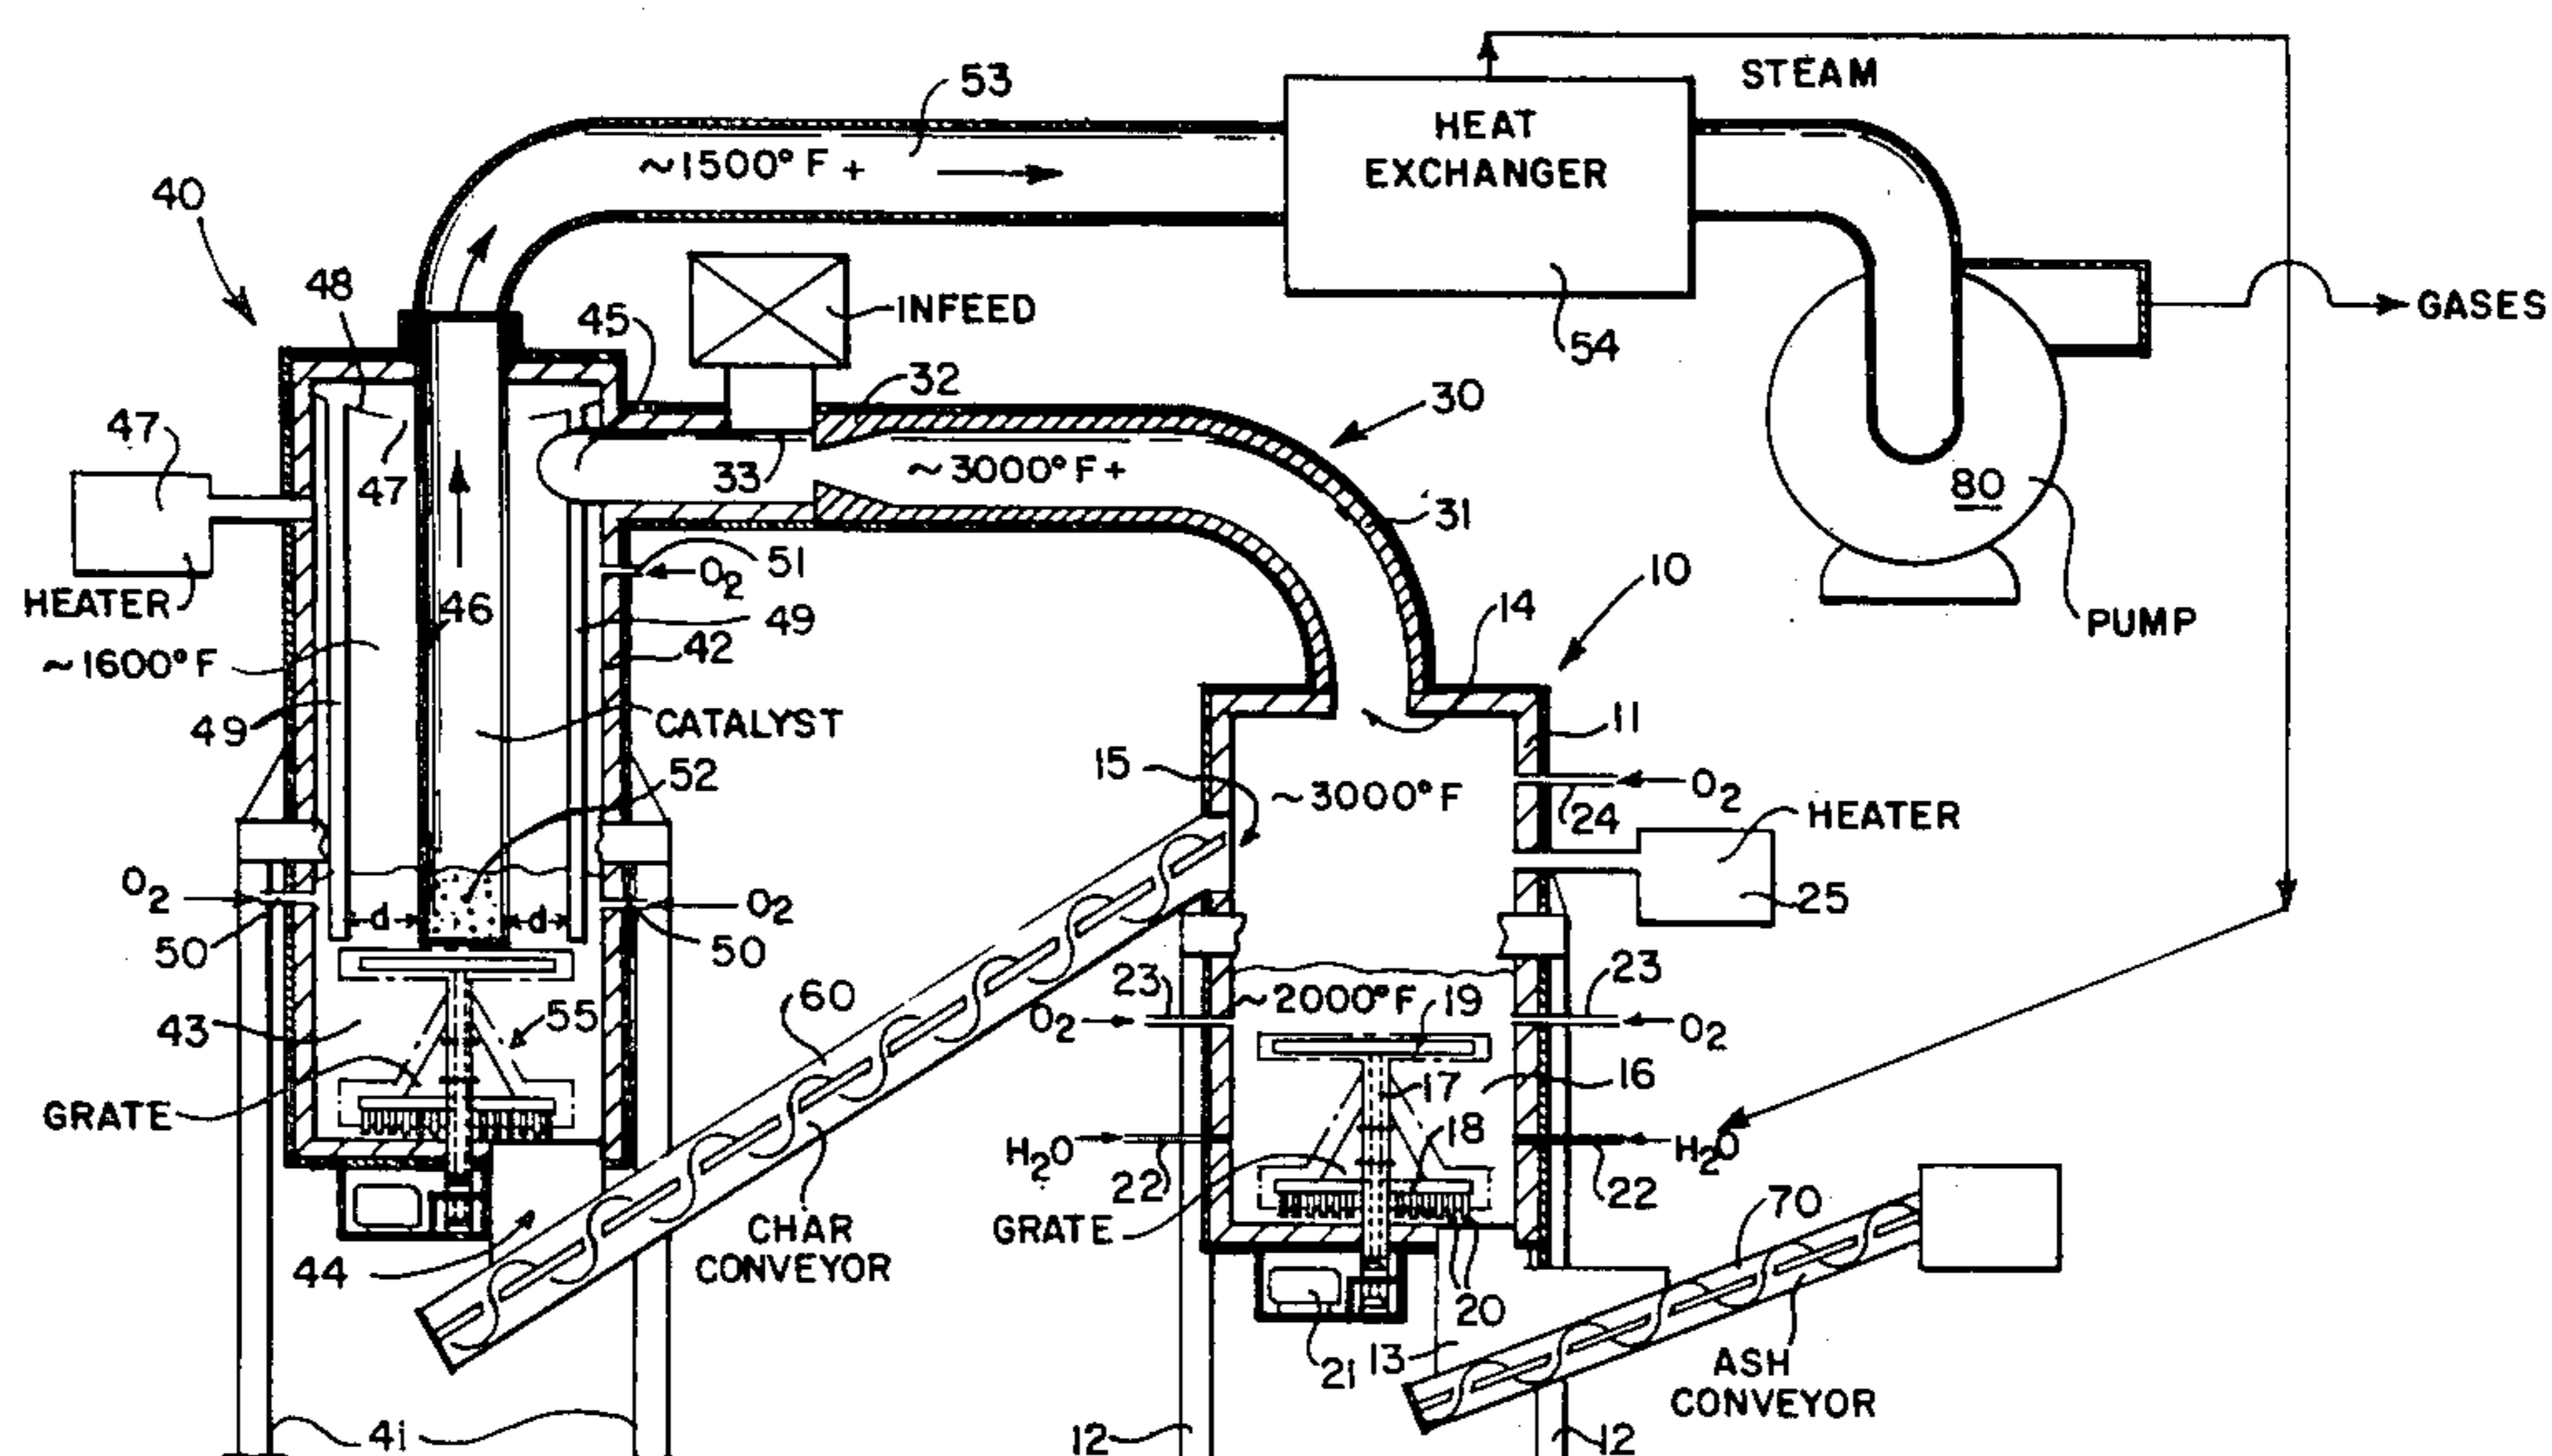 STEAM
53
HEAT
EXCHANGER
~1500° F +
40
48
INFEED
GASES
45
54
32
30
47
47
33
~3000° F+
80
31
51
O2
10
HEATER
46
49
14
PUMP
~1600° F
42
49
CATALYST
11
52
15
~3000° F
O2
24
HEATER
O2
d
d
O2
25
50
50
23
23
60
~2000° F
19
43
55
O2
O2
17
16
GRATE
18
H2O
H2O
22
22
CHAR
CONVEYOR
GRATE
70
44
20
21
13
ASH
CONVEYOR
41
12
12